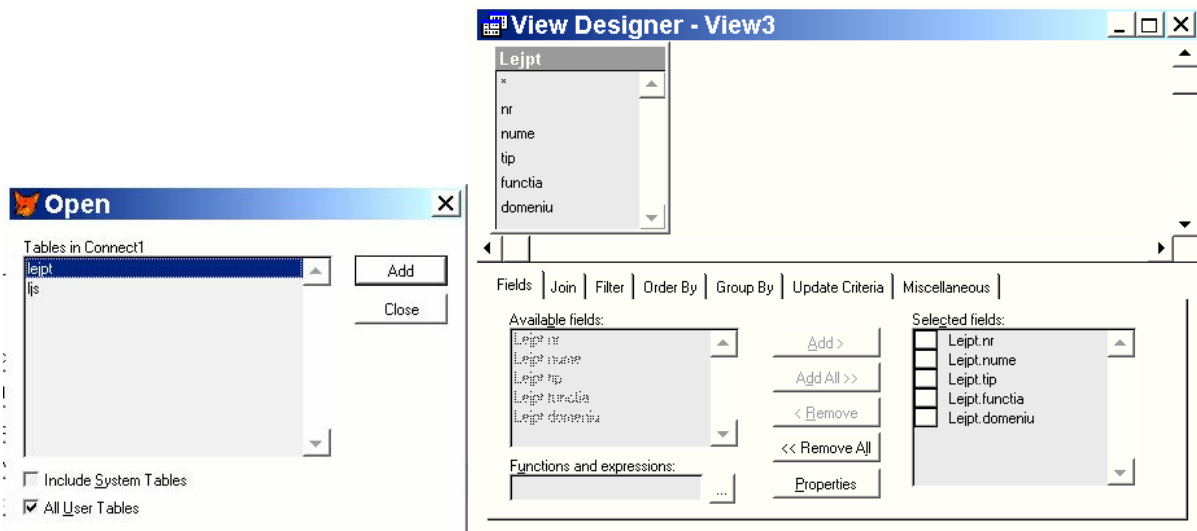 Open
Tables in Connect1
lejpt
ljs
Add
Close
Include System Tables
All User Tables
View Designer - View3
Lejpt
*
nr
nume
tip
functia
domeniu
Fields Join Filter Order By Group By Update Criteria Miscellaneous
Available fields:
Lejpt.nr
Lejpt.nume
Lejpt.tip
Lejpt.functia
Lejpt.domeniu
Functions and expressions:
...
Add >
Add All >>
< Remove
<< Remove All
Properties
Selected fields:
Lejpt.nr
Lejpt.nume
Lejpt.tip
Lejpt.functia
Lejpt.domeniu